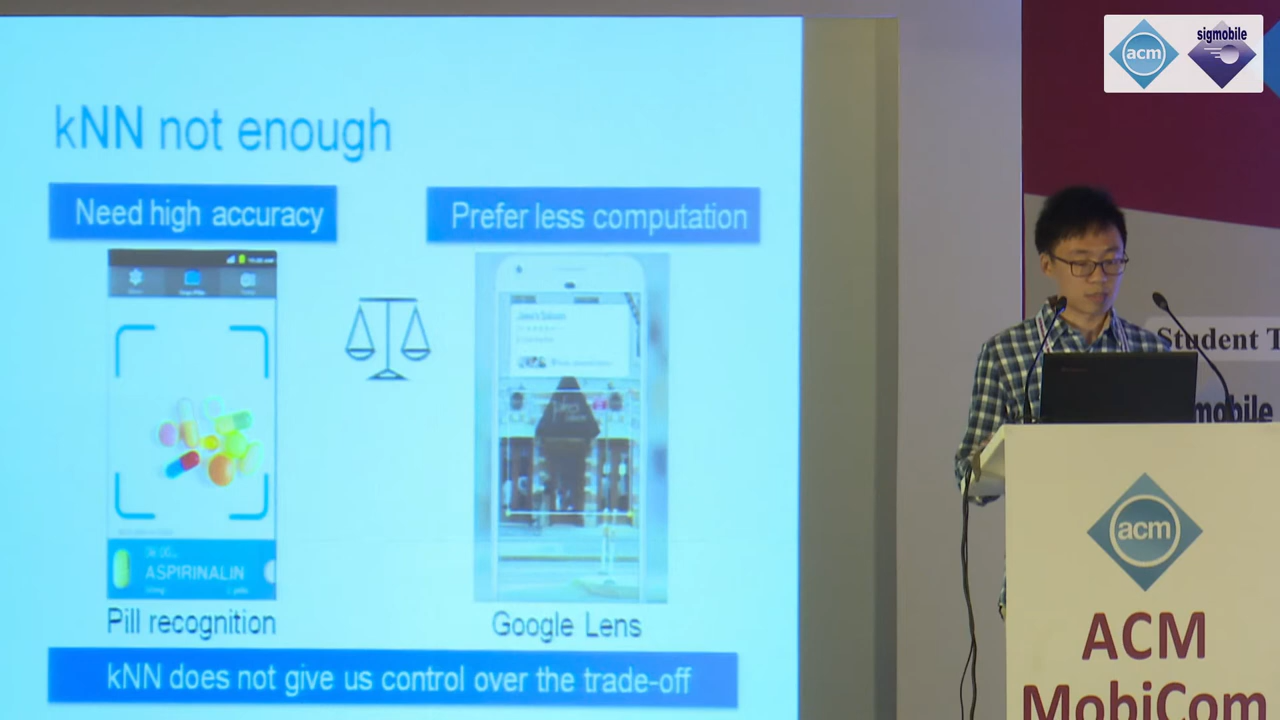 kNN not enough
Need high accuracy
Prefer less computation
ASPIRINALIN
Pill recognition
Google Lens
kNN does not give us control over the trade-off
acm
sigmobile
Student T
mobile
acm
ACM
MobiCom